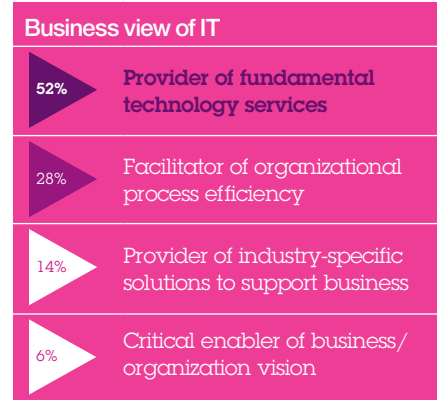 Business view of IT
52%
Provider of fundamental
technology services
28%
Facilitator of organizational
process efficiency
14%
Provider of industry-specific
solutions to support business
6%
Critical enabler of business/
organization vision